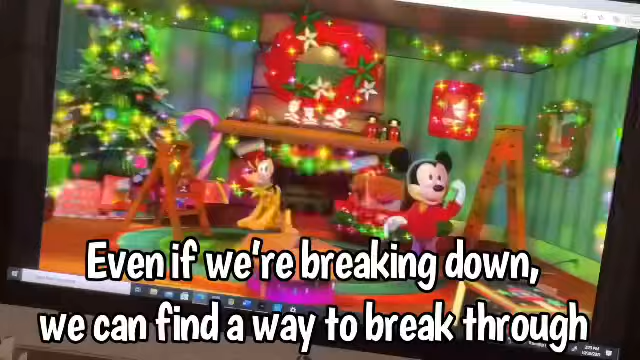 Even if we're breaking down,
we can find a way to break through